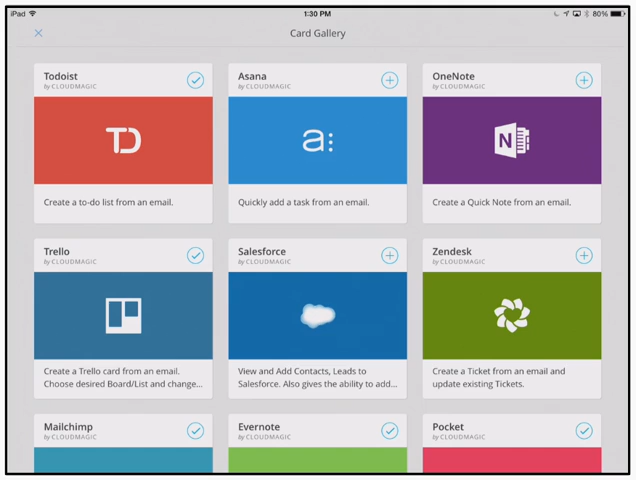 iPad 1:30 PM 80%
Card Gallery
Todoist
by CLOUDMAGIC
TD
Create a to-do list from an email.
Asana
by CLOUDMAGIC
a:
Quickly add a task from an email.
OneNote
by CLOUDMAGIC
N
Create a Quick Note from an email.
Trello
by CLOUDMAGIC
Create a Trello card from an email.
Choose desired Board/List and change...
Salesforce
by CLOUDMAGIC
View and Add Contacts, Leads to
Salesforce. Also gives the ability to add...
Zendesk
by CLOUDMAGIC
Create a Ticket from an email and
update existing Tickets.
Mailchimp
by CLOUDMAGIC
Evernote
by CLOUDMAGIC
Pocket
by CLOUDMAGIC